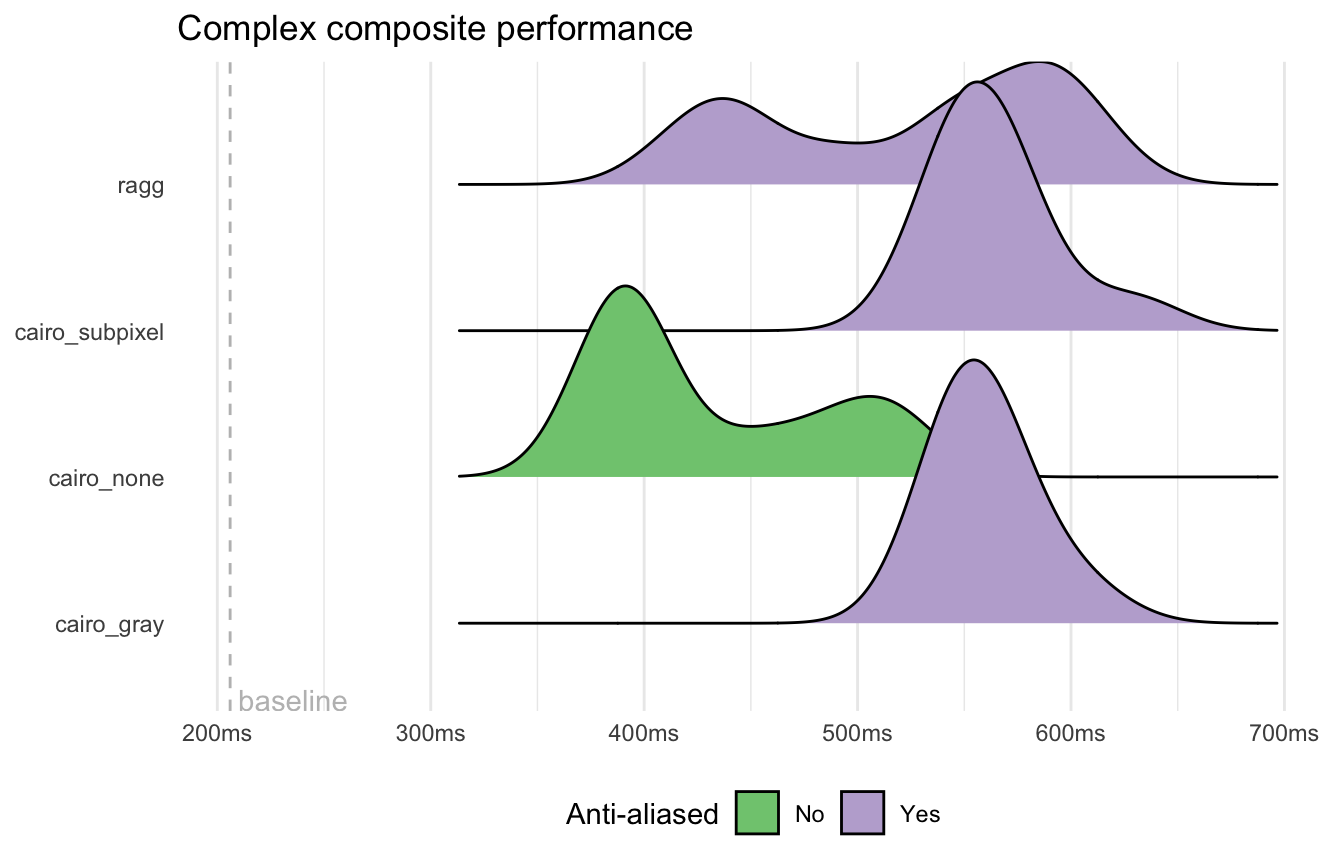 Complex composite performance
ragg
cairo_subpixel
cairo_none
cairo_gray
baseline
200ms 300ms 400ms 500ms 600ms 700ms
Anti-aliased No Yes